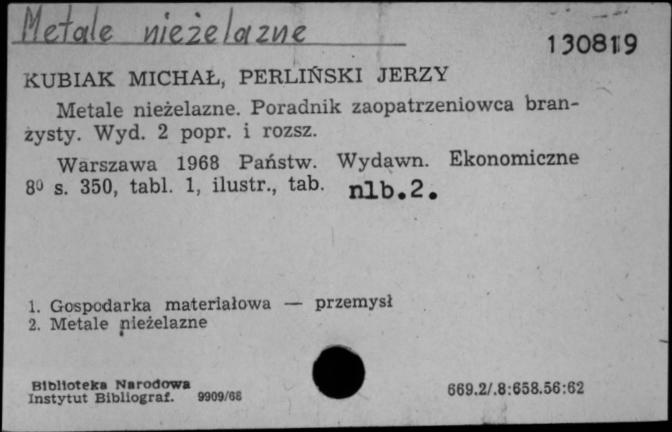 Metale nieżelazne
130819
KUBIAK MICHAŁ, PERLIŃSKI JERZY
Metale nieżelazne. Poradnik zaopatrzeniowca bran-
żysty. Wyd. 2 popr. i rozsz.
Warszawa 1968 Państw. Wydawn. Ekonomiczne
8⁰ s. 350, tabl. 1, ilustr., tab. nlb.2.
1. Gospodarka materiałowa — przemysł
2. Metale nieżelazne
Biblioteka Narodowa
Instytut Bibliograf. 9909/68
669.2/.8:658.56:62